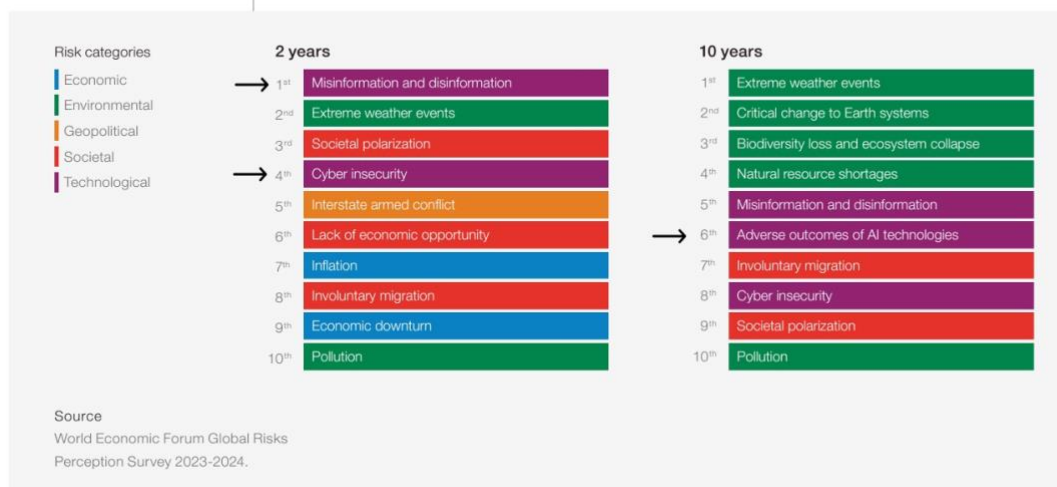 Risk categories
Economic
Environmental
Geopolitical
Societal
Technological
2 years
1st Misinformation and disinformation
2nd Extreme weather events
3rd Societal polarization
4th Cyber insecurity
5th Interstate armed conflict
6th Lack of economic opportunity
7th Inflation
8th Involuntary migration
9th Economic downturn
10th Pollution
10 years
1st Extreme weather events
2nd Critical change to Earth systems
3rd Biodiversity loss and ecosystem collapse
4th Natural resource shortages
5th Misinformation and disinformation
6th Adverse outcomes of AI technologies
7th Involuntary migration
8th Cyber insecurity
9th Societal polarization
10th Pollution
Source
World Economic Forum Global Risks
Perception Survey 2023-2024.